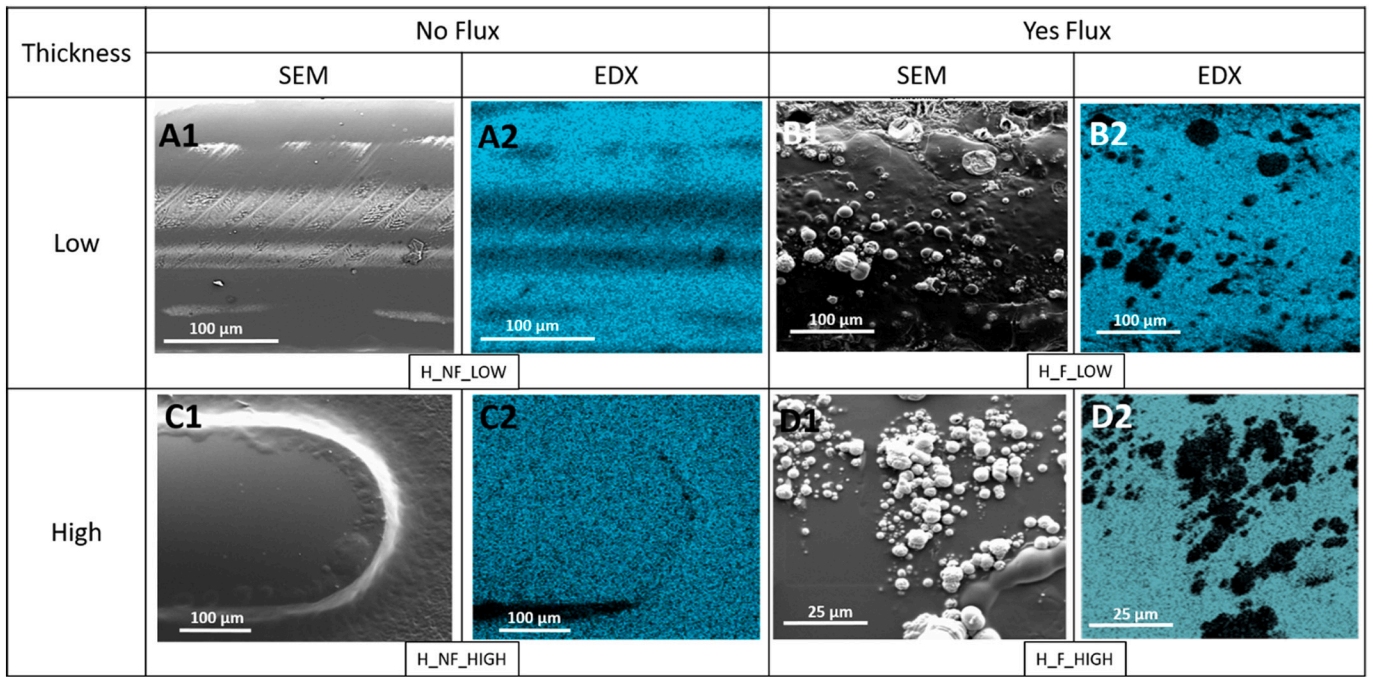 Thickness
No Flux
Yes Flux
SEM
EDX
SEM
EDX
Low
A1
A2
B1
B2
100 µm
100 µm
100 µm
100 µm
H_NF_LOW
H_F_LOW
High
C1
C2
D1
D2
100 µm
100 µm
25 µm
25 µm
H_NF_HIGH
H_F_HIGH